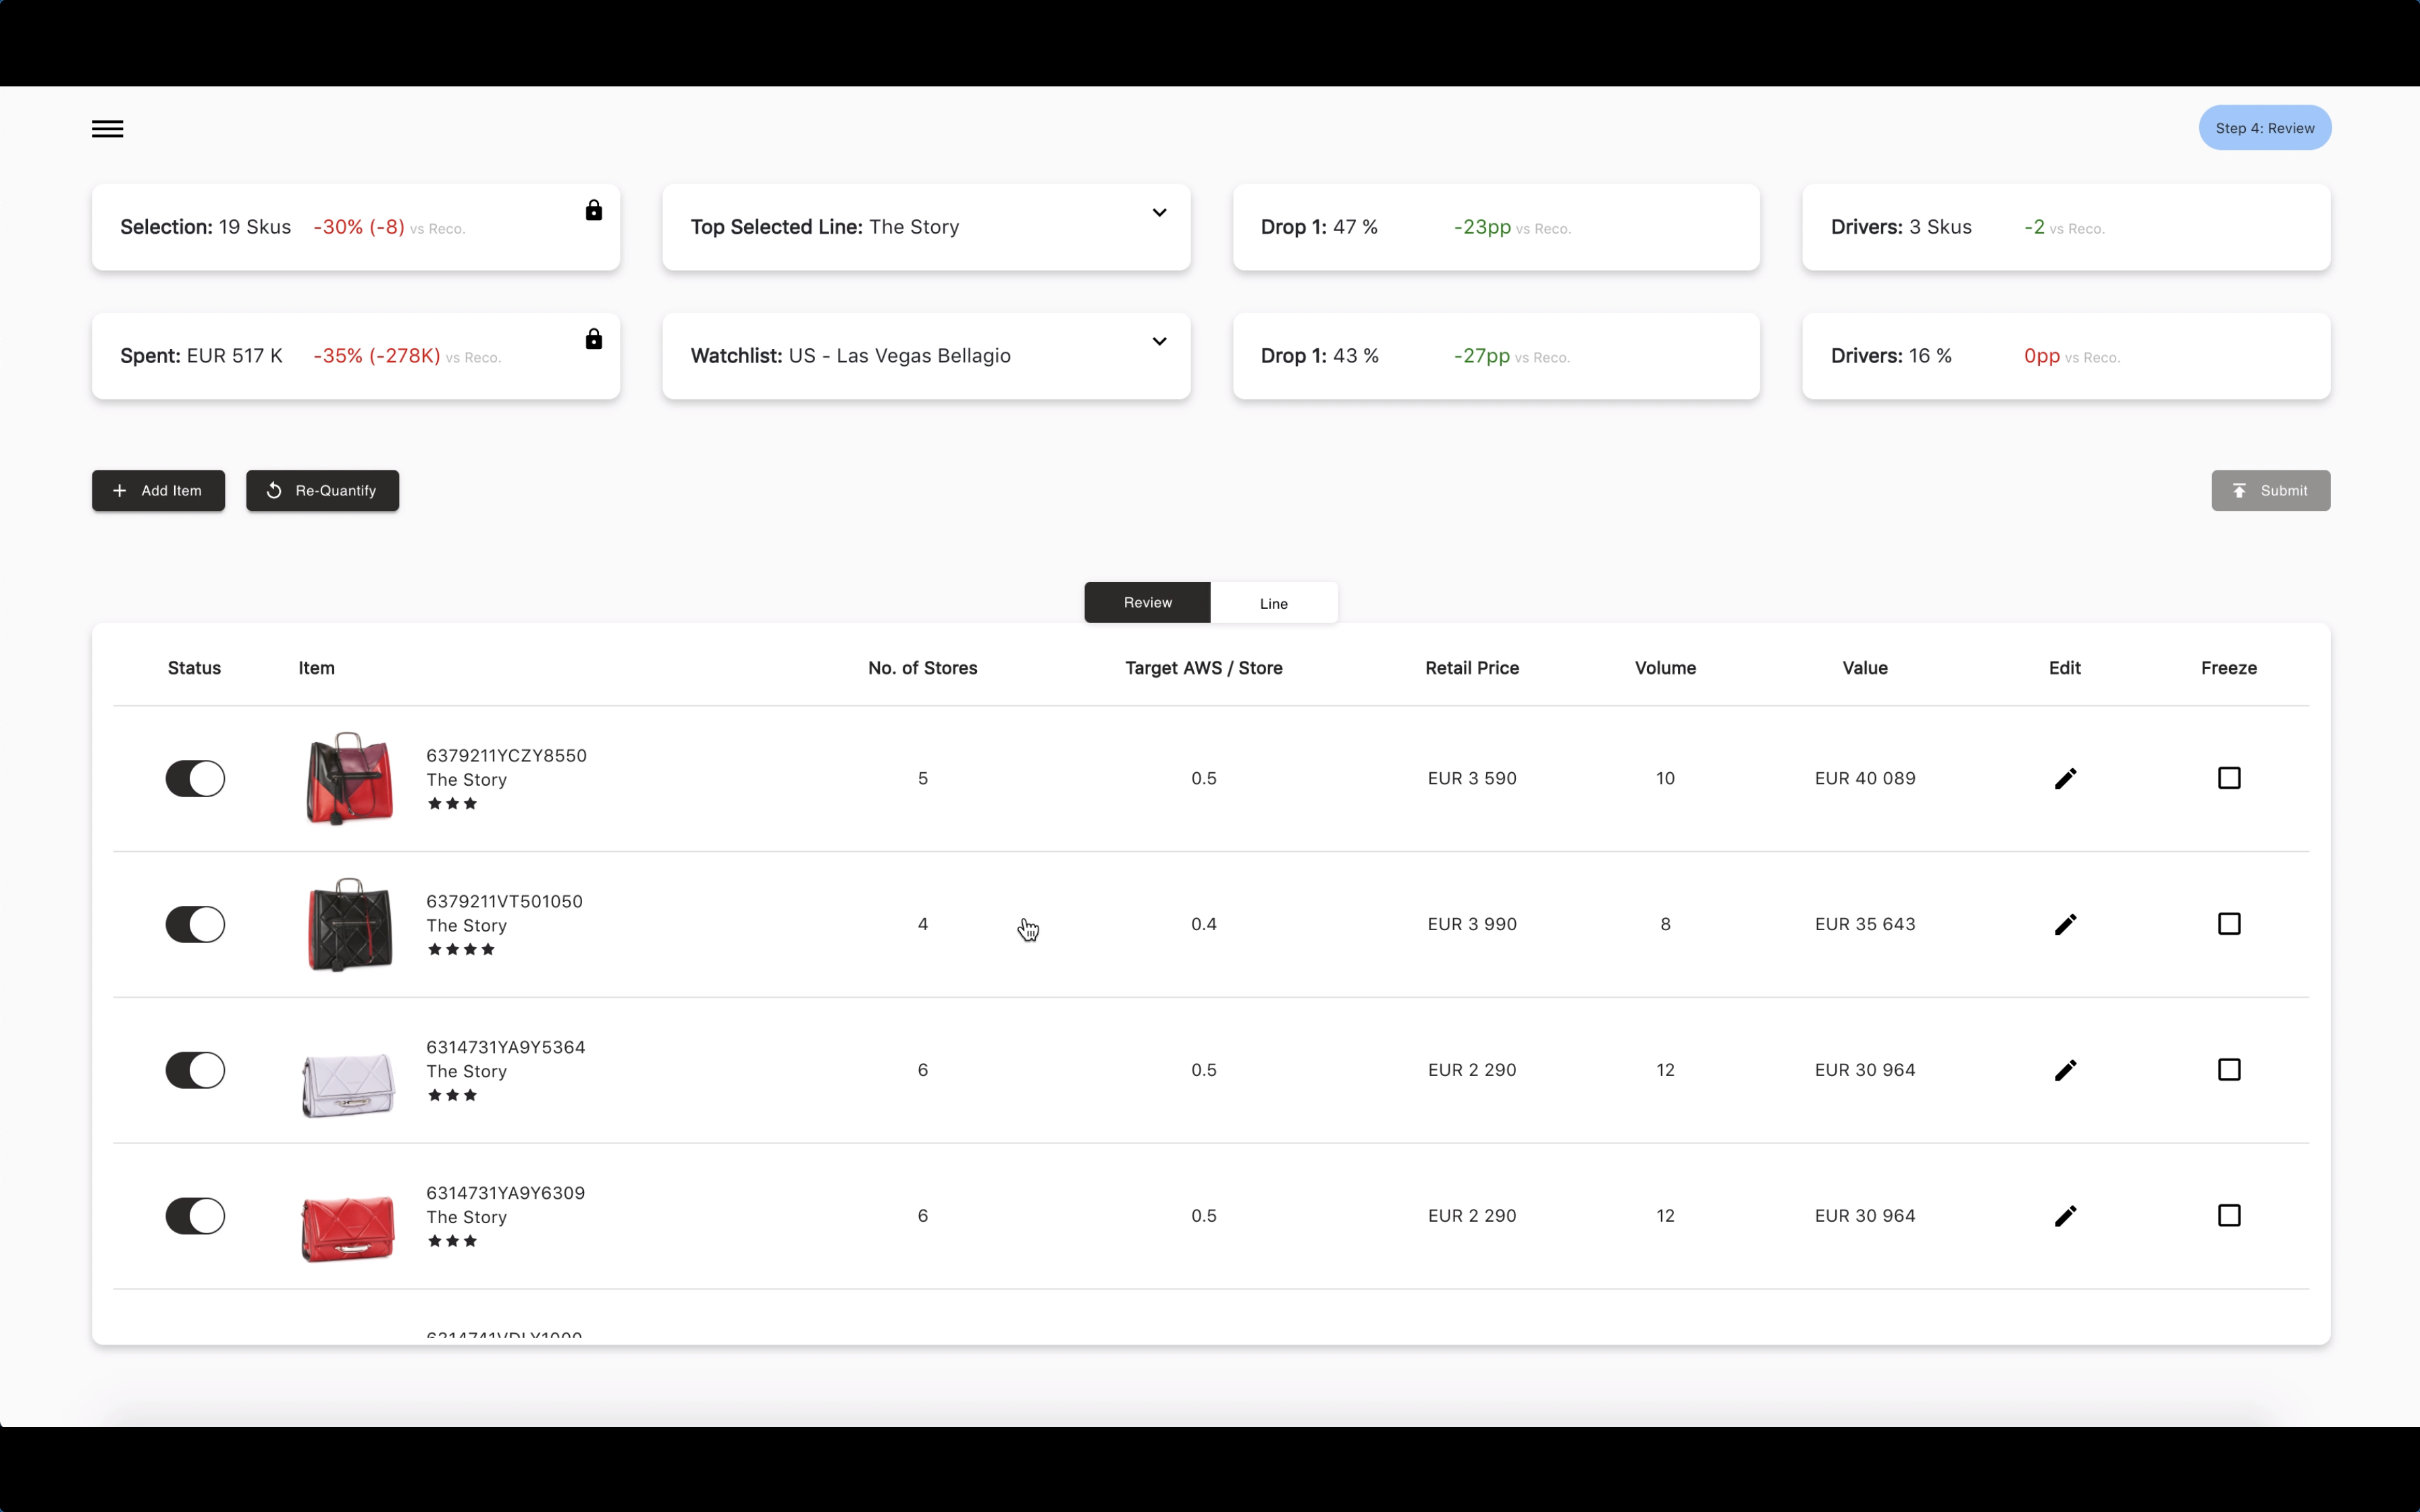 Step 4: Review
Selection: 19 Skus -30% (-8) vs Reco.
Top Selected Line: The Story
Drop 1: 47 % -23pp vs Reco.
Drivers: 3 Skus -2 vs Reco.
Spent: EUR 517 K -35% (-278K) vs Reco.
Watchlist: US - Las Vegas Bellagio
Drop 1: 43 % -27pp vs Reco.
Drivers: 16 % 0pp vs Reco.
Add Item Re-Quantify Submit
Review Line
Status Item No. of Stores Target AWS / Store Retail Price Volume Value Edit Freeze
6379211YCZY8550
The Story
5 0.5 EUR 3 590 10 EUR 40 089
6379211VT501050
The Story
4 0.4 EUR 3 990 8 EUR 35 643
6314731YA9Y5364
The Story
6 0.5 EUR 2 290 12 EUR 30 964
6314731YA9Y6309
The Story
6 0.5 EUR 2 290 12 EUR 30 964